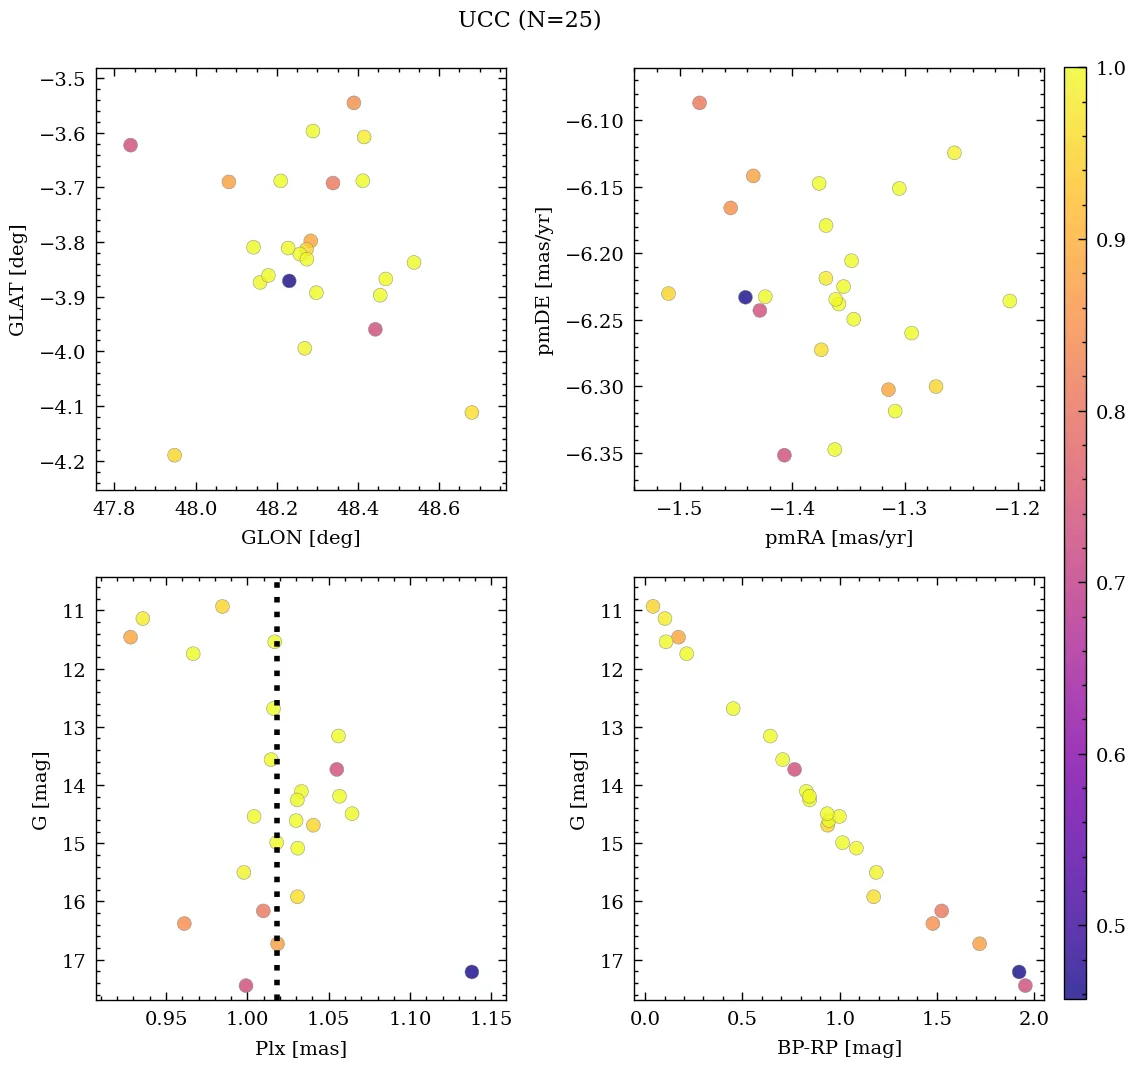 UCC (N=25)
−3.5
−3.6
−3.7
−3.8
−3.9
−4.0
−4.1
−4.2
GLAT [deg]
47.8 48.0 48.2 48.4 48.6
GLON [deg]
−6.10
−6.15
−6.20
−6.25
−6.30
−6.35
pmDE [mas/yr]
−1.5 −1.4 −1.3 −1.2
pmRA [mas/yr]
1.0
0.9
0.8
0.7
0.6
0.5
11
12
13
14
15
16
17
G [mag]
0.95 1.00 1.05 1.10 1.15
Plx [mas]
11
12
13
14
15
16
17
G [mag]
0.0 0.5 1.0 1.5 2.0
BP-RP [mag]